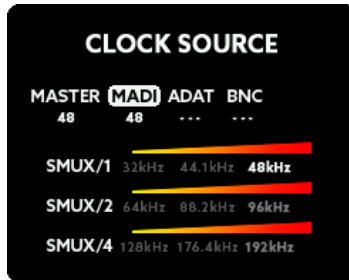 CLOCK SOURCE
MASTER MADI ADAT BNC
48 48 --- ---
SMUX/1 32kHz 44.1kHz 48kHz
SMUX/2 64kHz 88.2kHz 96kHz
SMUX/4 128kHz 176.4kHz 192kHz